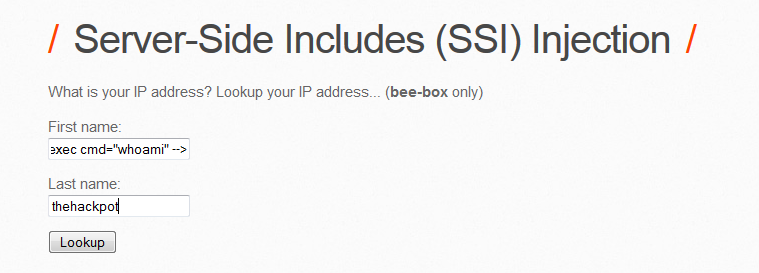 / Server-Side Includes (SSI) Injection /
What is your IP address? Lookup your IP address... (bee-box only)
First name:
exec cmd="whoami" -->
Last name:
thehackpot
Lookup